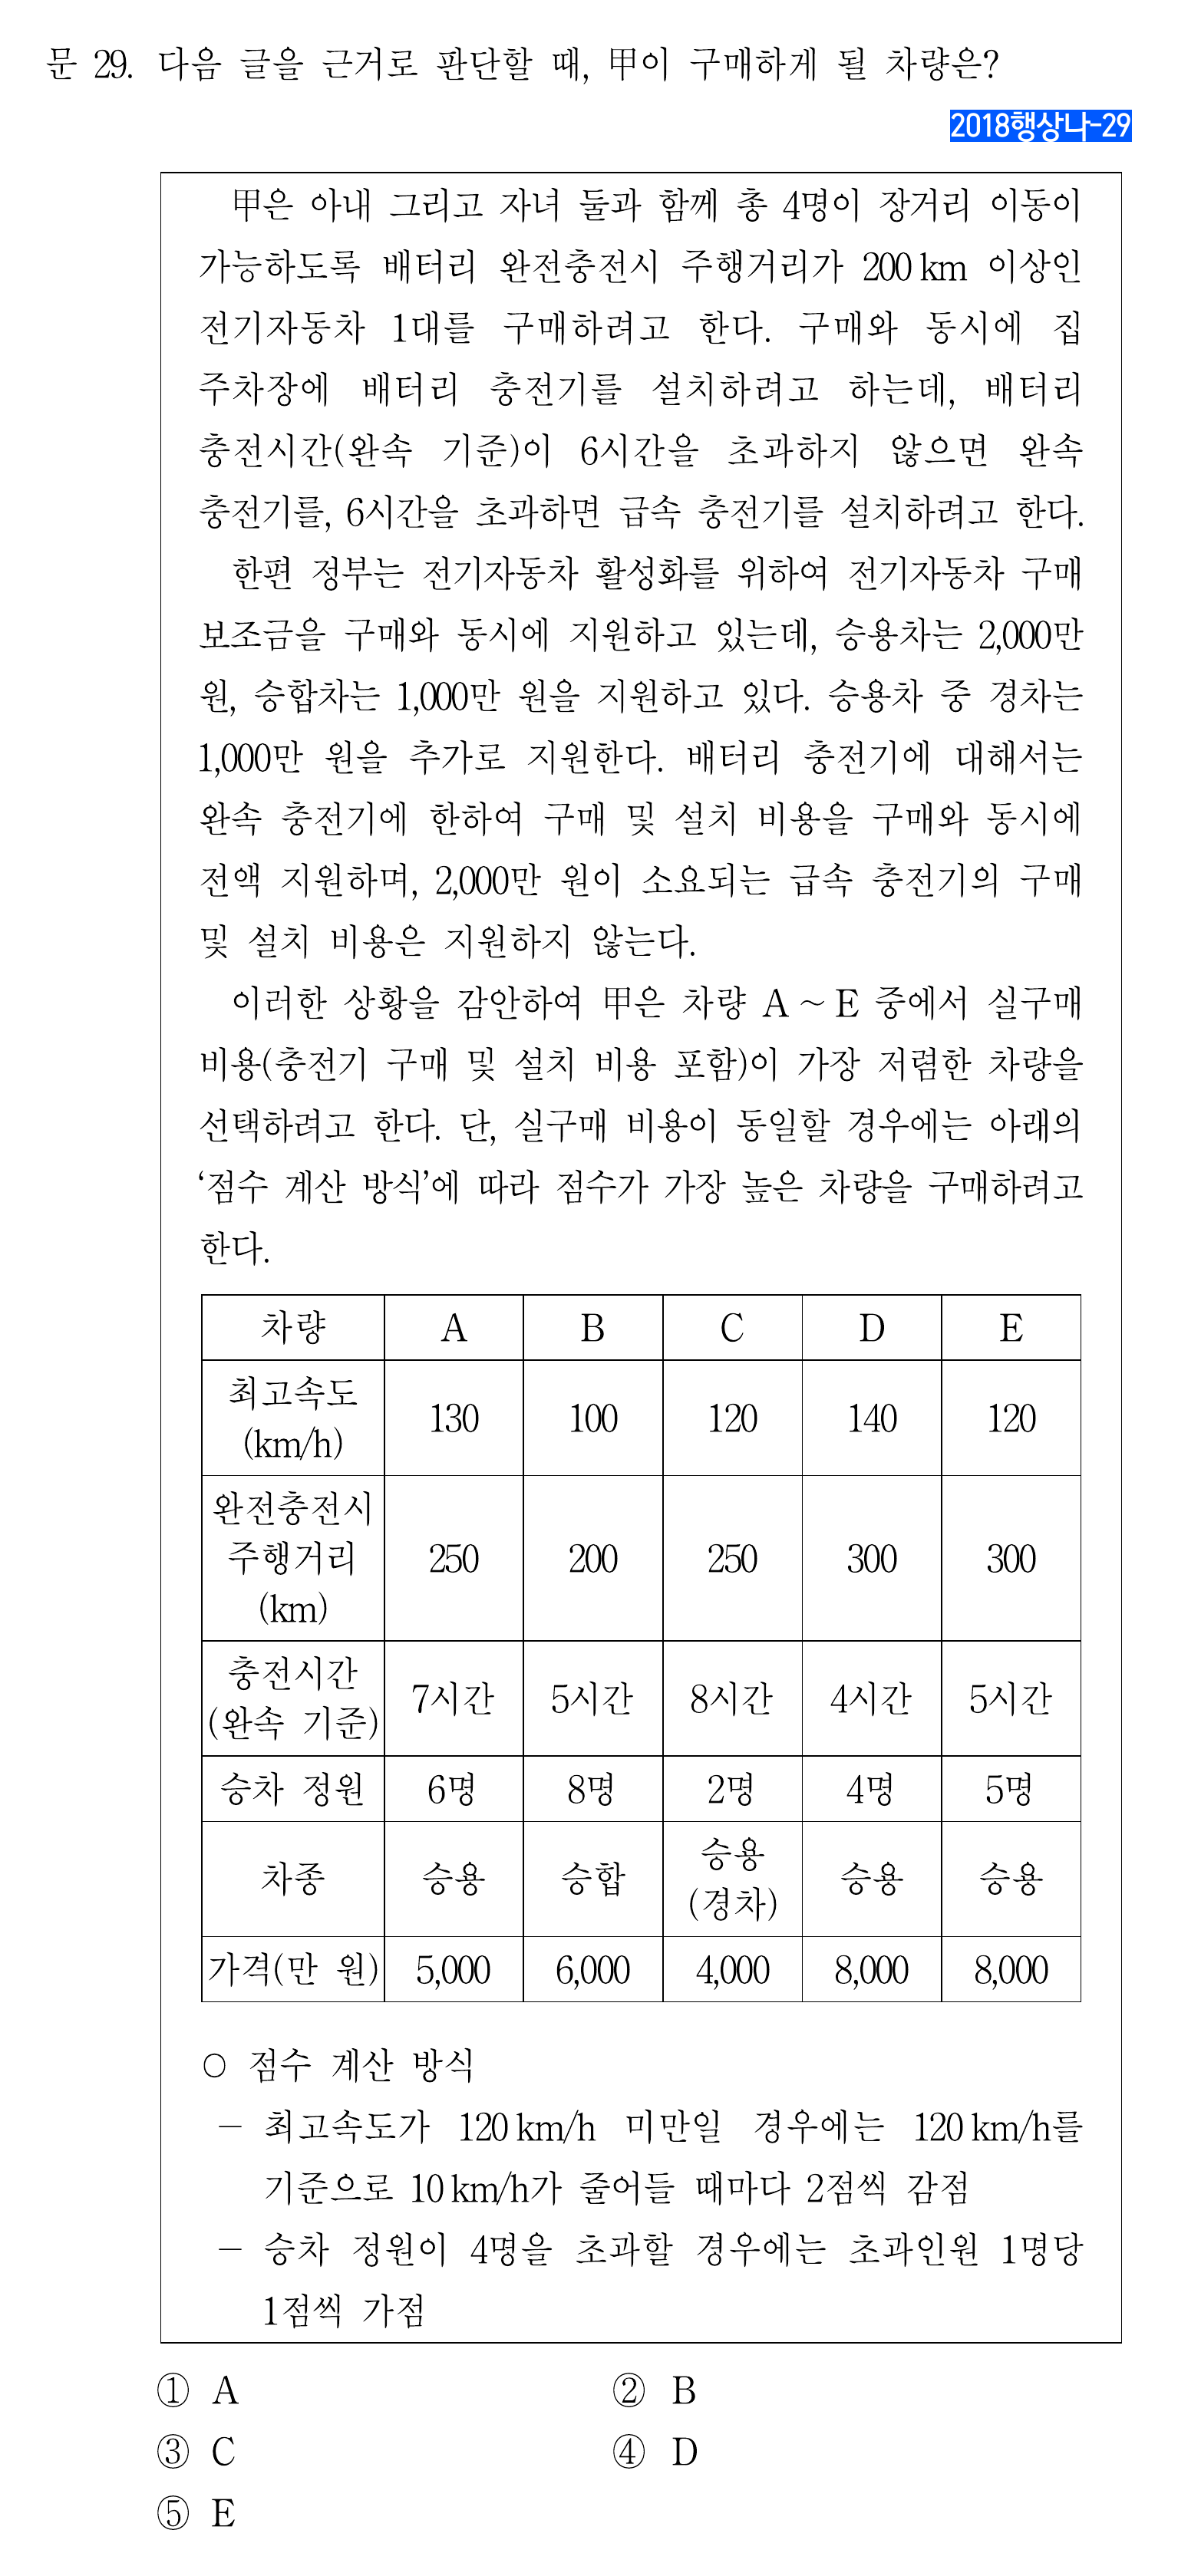 문 29. 다음 글을 근거로 판단할 때, 甲이 구매하게 될 차량은?
2018행상나-29
甲은 아내 그리고 자녀 둘과 함께 총 4명이 장거리 이동이
가능하도록 배터리 완전충전시 주행거리가 200 km 이상인
전기자동차 1대를 구매하려고 한다. 구매와 동시에 집
주차장에 배터리 충전기를 설치하려고 하는데, 배터리
충전시간(완속 기준)이 6시간을 초과하지 않으면 완속
충전기를, 6시간을 초과하면 급속 충전기를 설치하려고 한다.
한편 정부는 전기자동차 활성화를 위하여 전기자동차 구매
보조금을 구매와 동시에 지원하고 있는데, 승용차는 2,000만
원, 승합차는 1,000만 원을 지원하고 있다. 승용차 중 경차는
1,000만 원을 추가로 지원한다. 배터리 충전기에 대해서는
완속 충전기에 한하여 구매 및 설치 비용을 구매와 동시에
전액 지원하며, 2,000만 원이 소요되는 급속 충전기의 구매
및 설치 비용은 지원하지 않는다.
이러한 상황을 감안하여 甲은 차량 A ~ E 중에서 실구매
비용(충전기 구매 및 설치 비용 포함)이 가장 저렴한 차량을
선택하려고 한다. 단, 실구매 비용이 동일할 경우에는 아래의
‘점수 계산 방식’에 따라 점수가 가장 높은 차량을 구매하려고
한다.
차량 A B C D E
최고속도
(km/h) 130 100 120 140 120
완전충전시
주행거리
(km) 250 200 250 300 300
충전시간
(완속 기준) 7시간 5시간 8시간 4시간 5시간
승차 정원 6명 8명 2명 4명 5명
차종 승용 승합 승용
(경차) 승용 승용
가격(만 원) 5,000 6,000 4,000 8,000 8,000
○ 점수 계산 방식
－ 최고속도가 120 km/h 미만일 경우에는 120 km/h를
기준으로 10 km/h가 줄어들 때마다 2점씩 감점
－ 승차 정원이 4명을 초과할 경우에는 초과인원 1명당
1점씩 가점
① A ② B
③ C ④ D
⑤ E